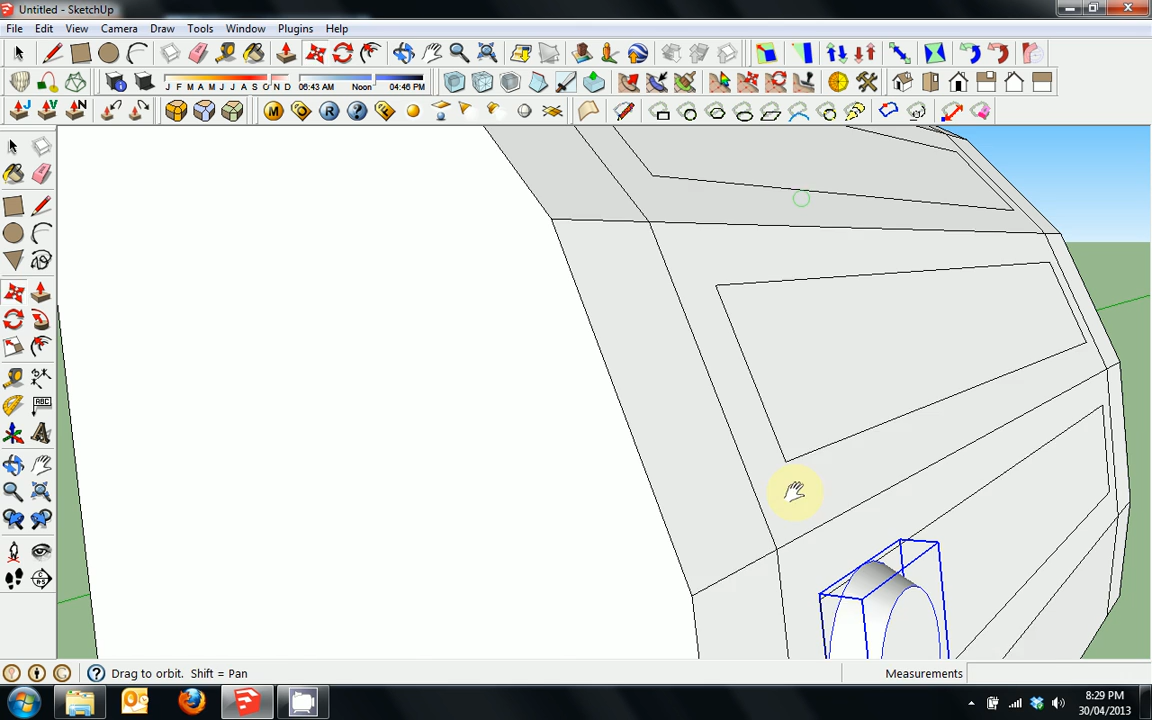 Untitled - SketchUp
File Edit View Camera Draw Tools Window Plugins Help
J F M A M J J A S O N D 06:43 AM Noon 04:46 PM
J V N
M O R ? F
ABC
Drag to orbit. Shift = Pan Measurements
8:29 PM
30/04/2013